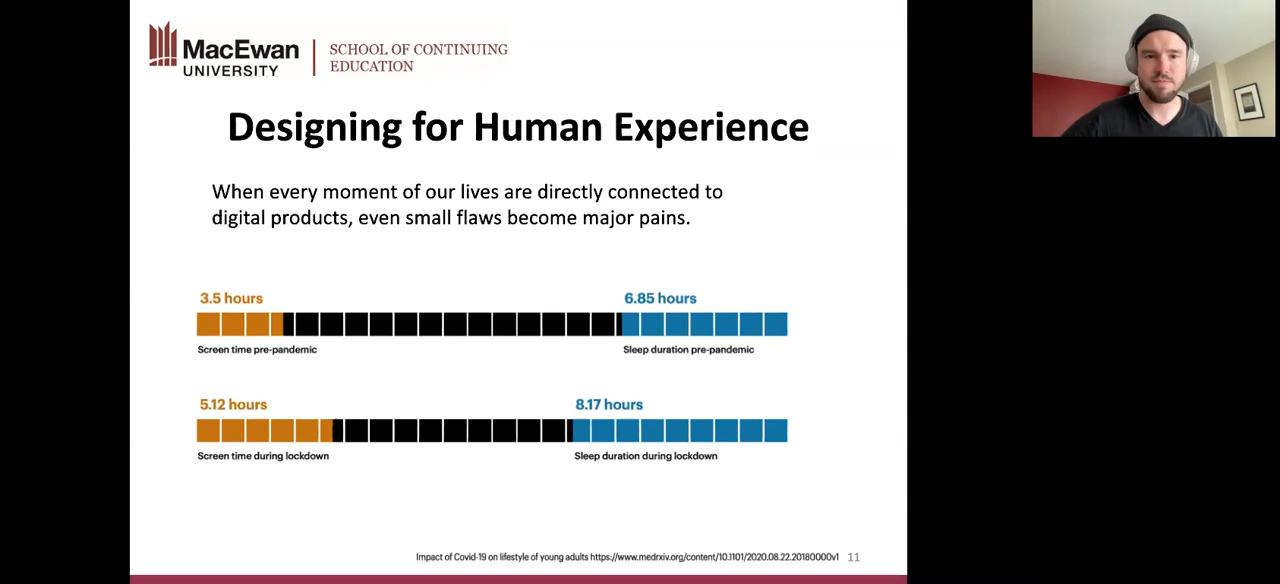 MacEwan
UNIVERSITY
SCHOOL OF CONTINUING
EDUCATION
Designing for Human Experience
When every moment of our lives are directly connected to
digital products, even small flaws become major pains.
3.5 hours
6.85 hours
Screen time pre-pandemic
Sleep duration pre-pandemic
5.12 hours
8.17 hours
Screen time during lockdown
Sleep duration during lockdown
Impact of Covid-19 on lifestyle of young adults https://www.medrxiv.org/content/10.1101/2020.08.22.20180000v1 11